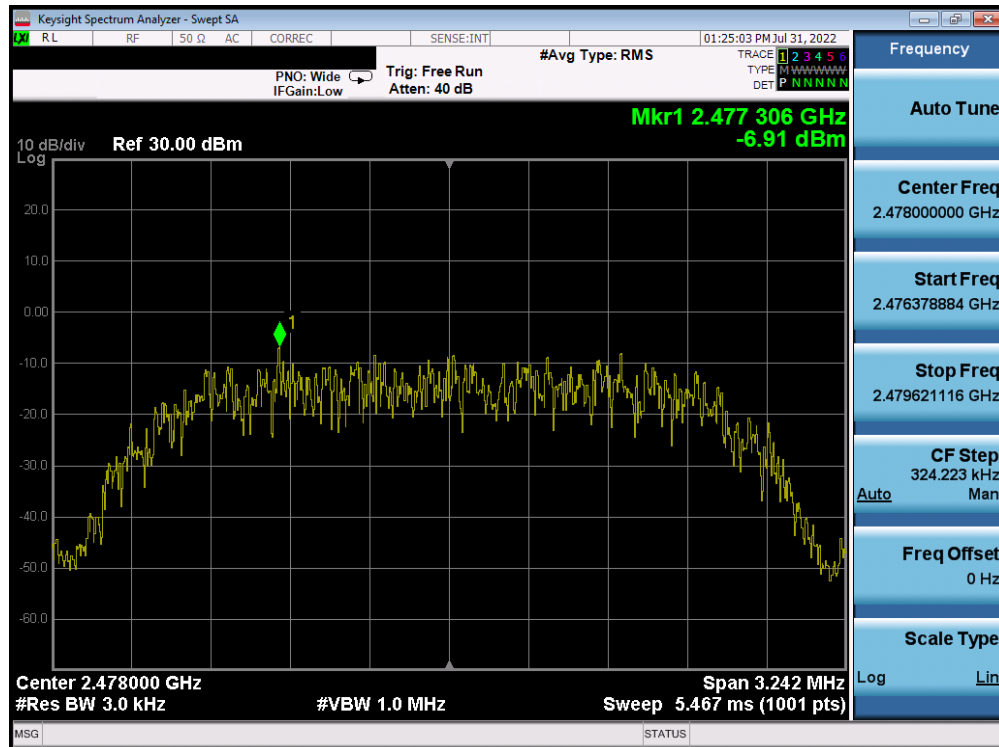 Keysight Spectrum Analyzer - Swept SA
LXI RL RF 50 Ω AC CORREC SENSE:INT 01:25:03 PM Jul 31, 2022
PNO: Wide Trig: Free Run #Avg Type: RMS TRACE 1 2 3 4 5 6
IFGain:Low Atten: 40 dB TYPE M W W W W W
DET P N N N N N
Mkr1 2.477 306 GHz
-6.91 dBm
10 dB/div Ref 30.00 dBm
Log
20.0
10.0
0.00
1
-10.0
-20.0
-30.0
-40.0
-50.0
-60.0
Center 2.478000 GHz Span 3.242 MHz
#Res BW 3.0 kHz #VBW 1.0 MHz Sweep 5.467 ms (1001 pts)
MSG STATUS
Frequency
Auto Tune
Center Freq
2.478000000 GHz
Start Freq
2.476378884 GHz
Stop Freq
2.479621116 GHz
CF Step
324.223 kHz
Auto Man
Freq Offset
0 Hz
Scale Type
Log Lin